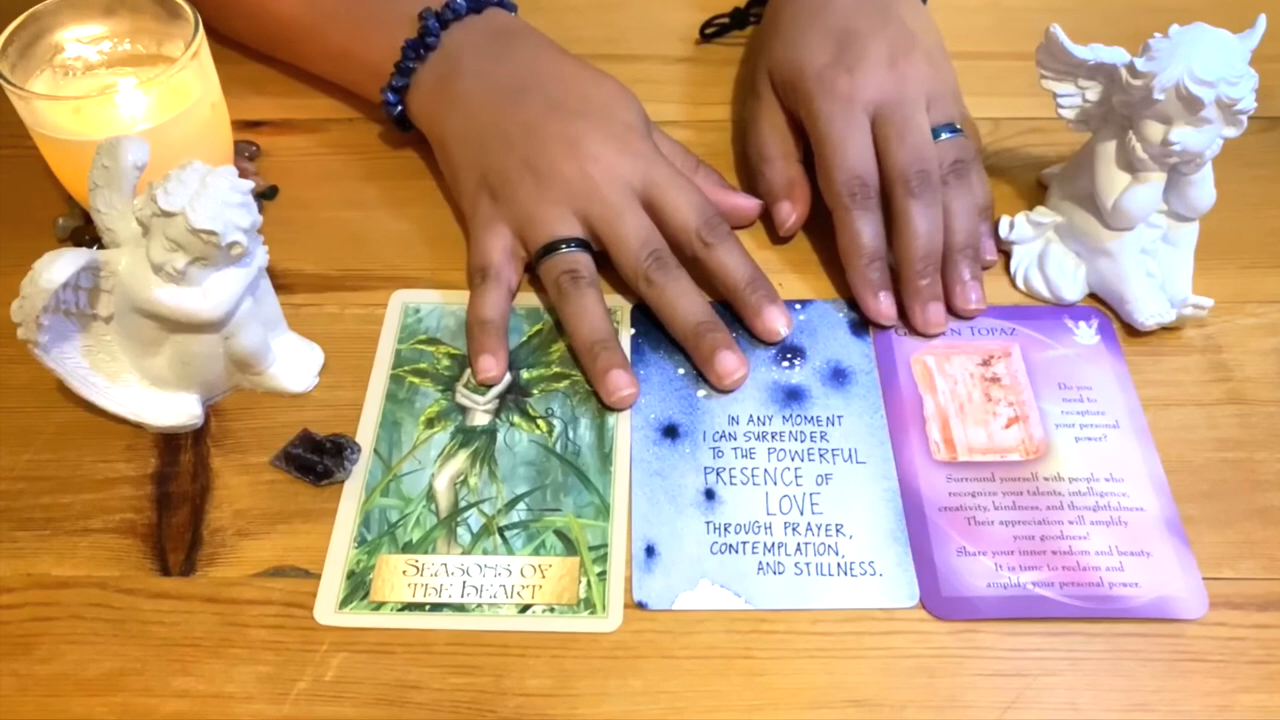 SEASONS OF
THE HEART
IN ANY MOMENT
I CAN SURRENDER
TO THE POWERFUL
PRESENCE OF
LOVE
THROUGH PRAYER,
CONTEMPLATION,
AND STILLNESS.
TOPAZ
Do you
need to
recapture
your personal
power?
Surround yourself with people who
recognize your talents, intelligence,
creativity, kindness, and thoughtfulness.
Their appreciation will amplify
your goodness!
Share your inner wisdom and beauty.
It is time to reclaim and
amplify your personal power.